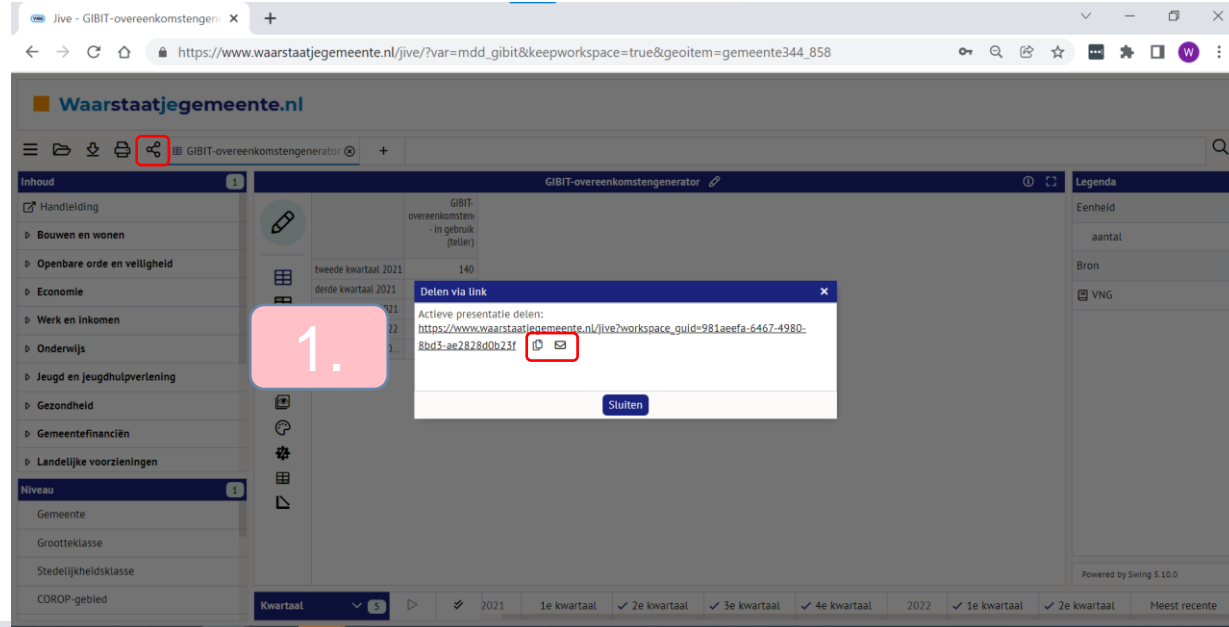 Jive - GIBIT-overeenkomstengen
https://www.waarstaatjegemeente.nl/jive/?var=mdd_gibit&keepworkspace=true&geoitem=gemeente344_858
W
Waarstaatjegemeente.nl
GIBIT-overeenkomstengenerator
+
Inhoud 1
Handleiding
Bouwen en wonen
Openbare orde en veiligheid
Economie
Werk en inkomen
Onderwijs
Jeugd en jeugdhulpverlening
Gezondheid
Gemeentefinanciën
Landelijke voorzieningen
Niveau 1
Gemeente
Grootteklasse
Stedelijkheidsklasse
COROP-gebied
GIBIT-overeenkomstengenerator
GIBIT-
overeenkomsten
- in gebruik
(teller)
tweede kwartaal 2021 140
derde kwartaal 2021
021
22
1.
Delen via link
Actieve presentatie delen:
https://www.waarstaatjegemeente.nl/jive?workspace_guid=981aeefa-6467-4980-
8bd3-ae2828d0b23f
Sluiten
Legenda
Eenheid
aantal
Bron
VNG
Powered by Swing 5.10.0
Kwartaal 5 2021 1e kwartaal 2e kwartaal 3e kwartaal 4e kwartaal 2022 1e kwartaal 2e kwartaal Meest recente